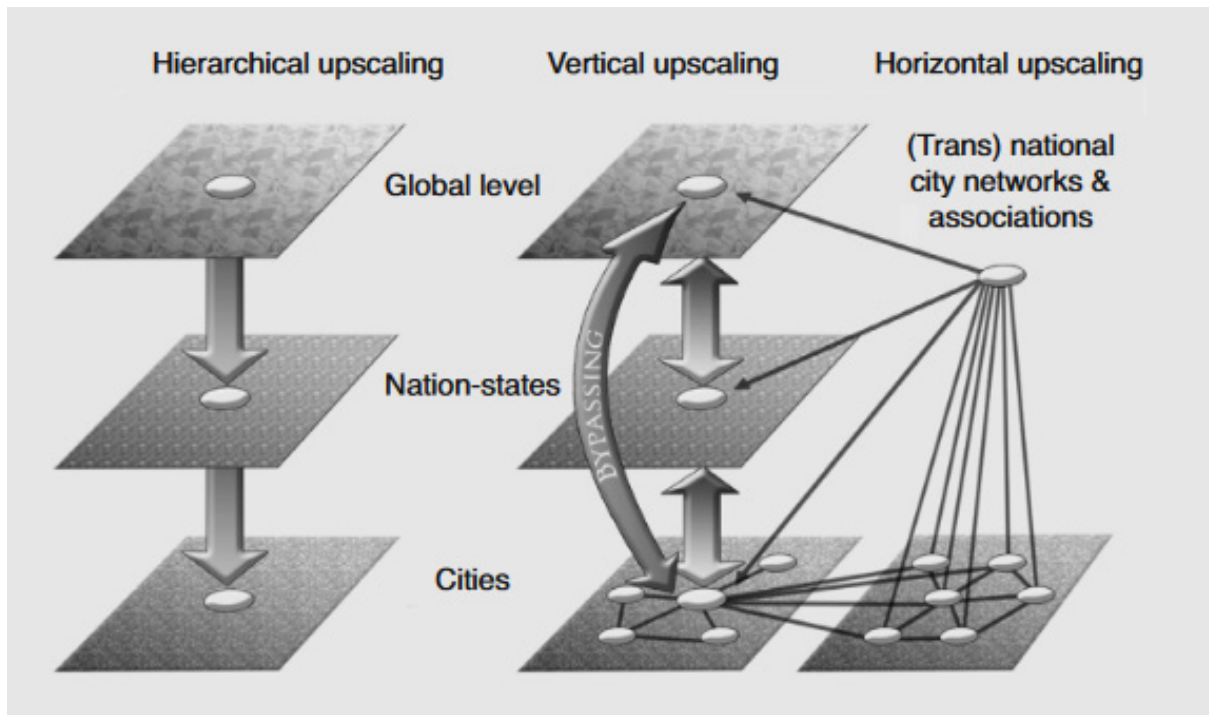 Hierarchical upscaling
Vertical upscaling
Horizontal upscaling
(Trans) national
city networks &
associations
Global level
Nation-states
BYPASSING
Cities